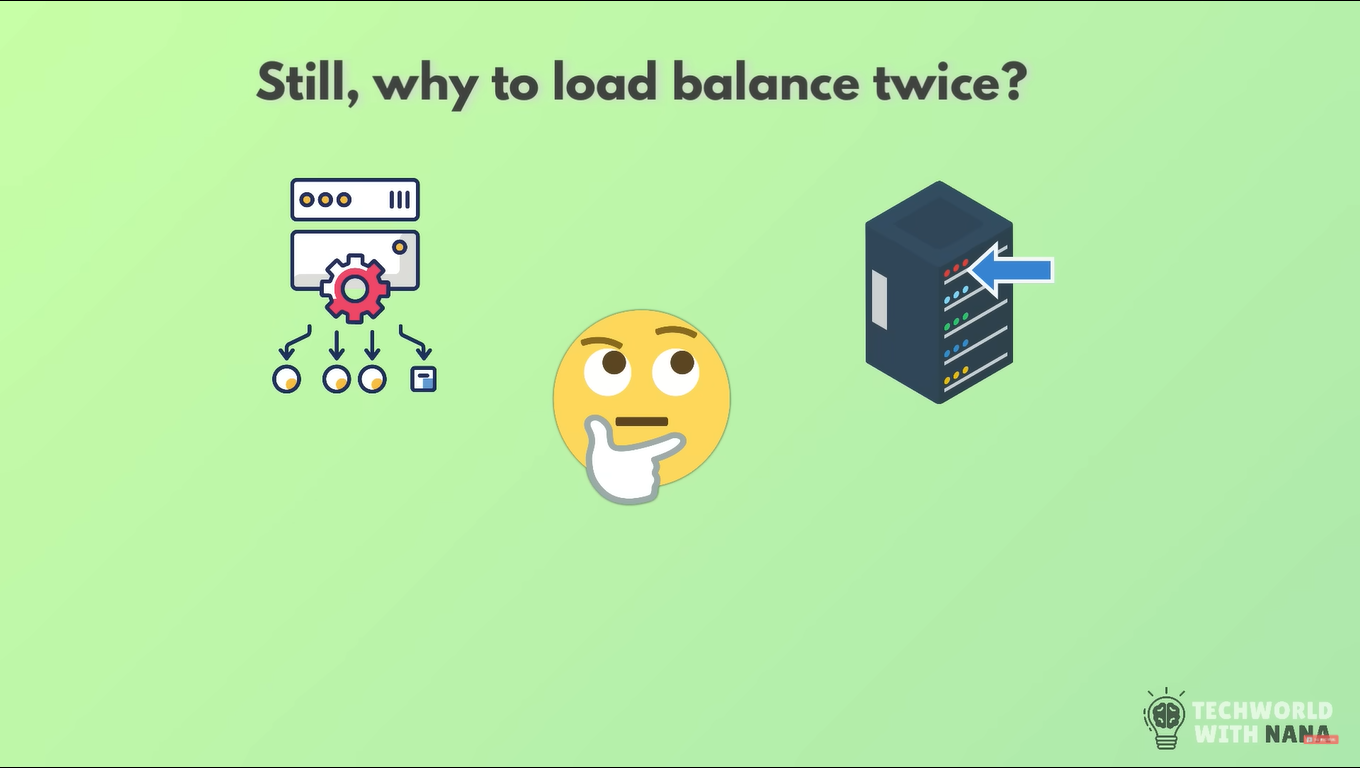 Still, why to load balance twice?
TECHWORLD
WITH NANA